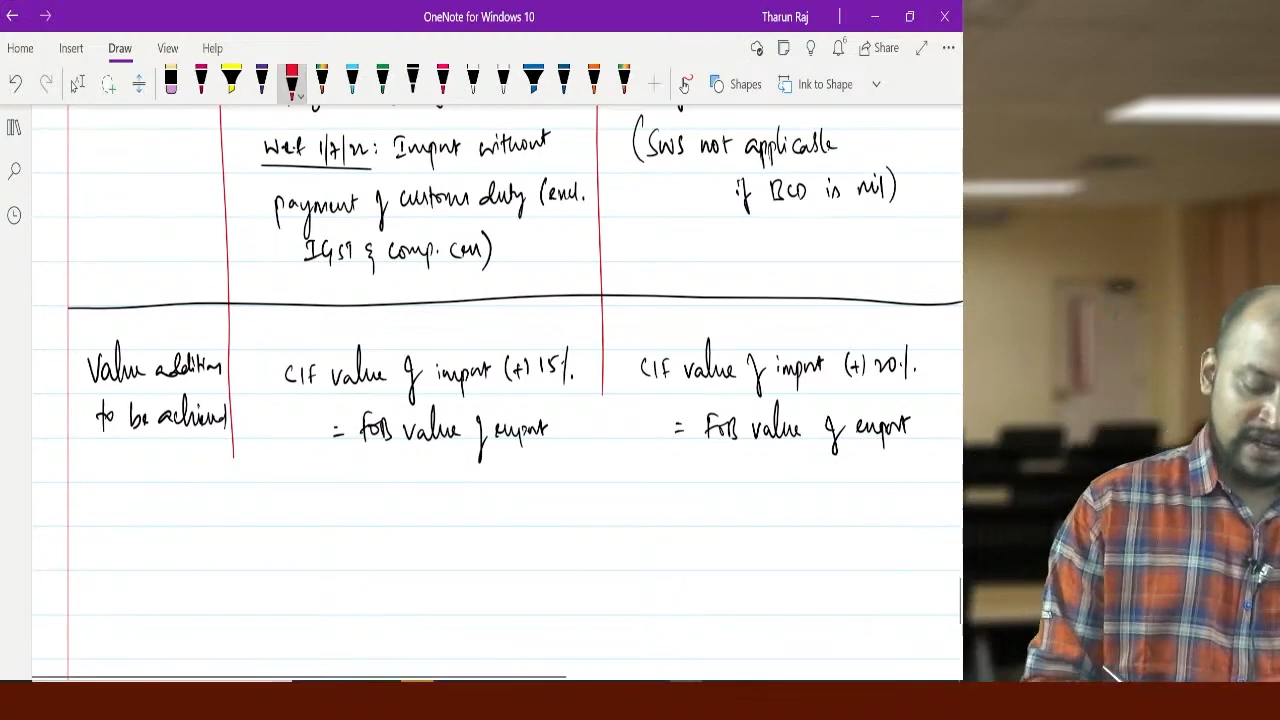 OneNote for Windows 10
Tharun Raj
Home Insert Draw View Help
6
Share
Shapes
Ink to Shape
wef 1/7/22: Import without
payment of customs duty (excl.
IGST & comp. cess)
(SWS not applicable
if BCD is nil)
Value addition
to be achieved
CIF value of import (+) 15%.
= FOB value of export
CIF value of import (+) 20%.
= FOB value of export